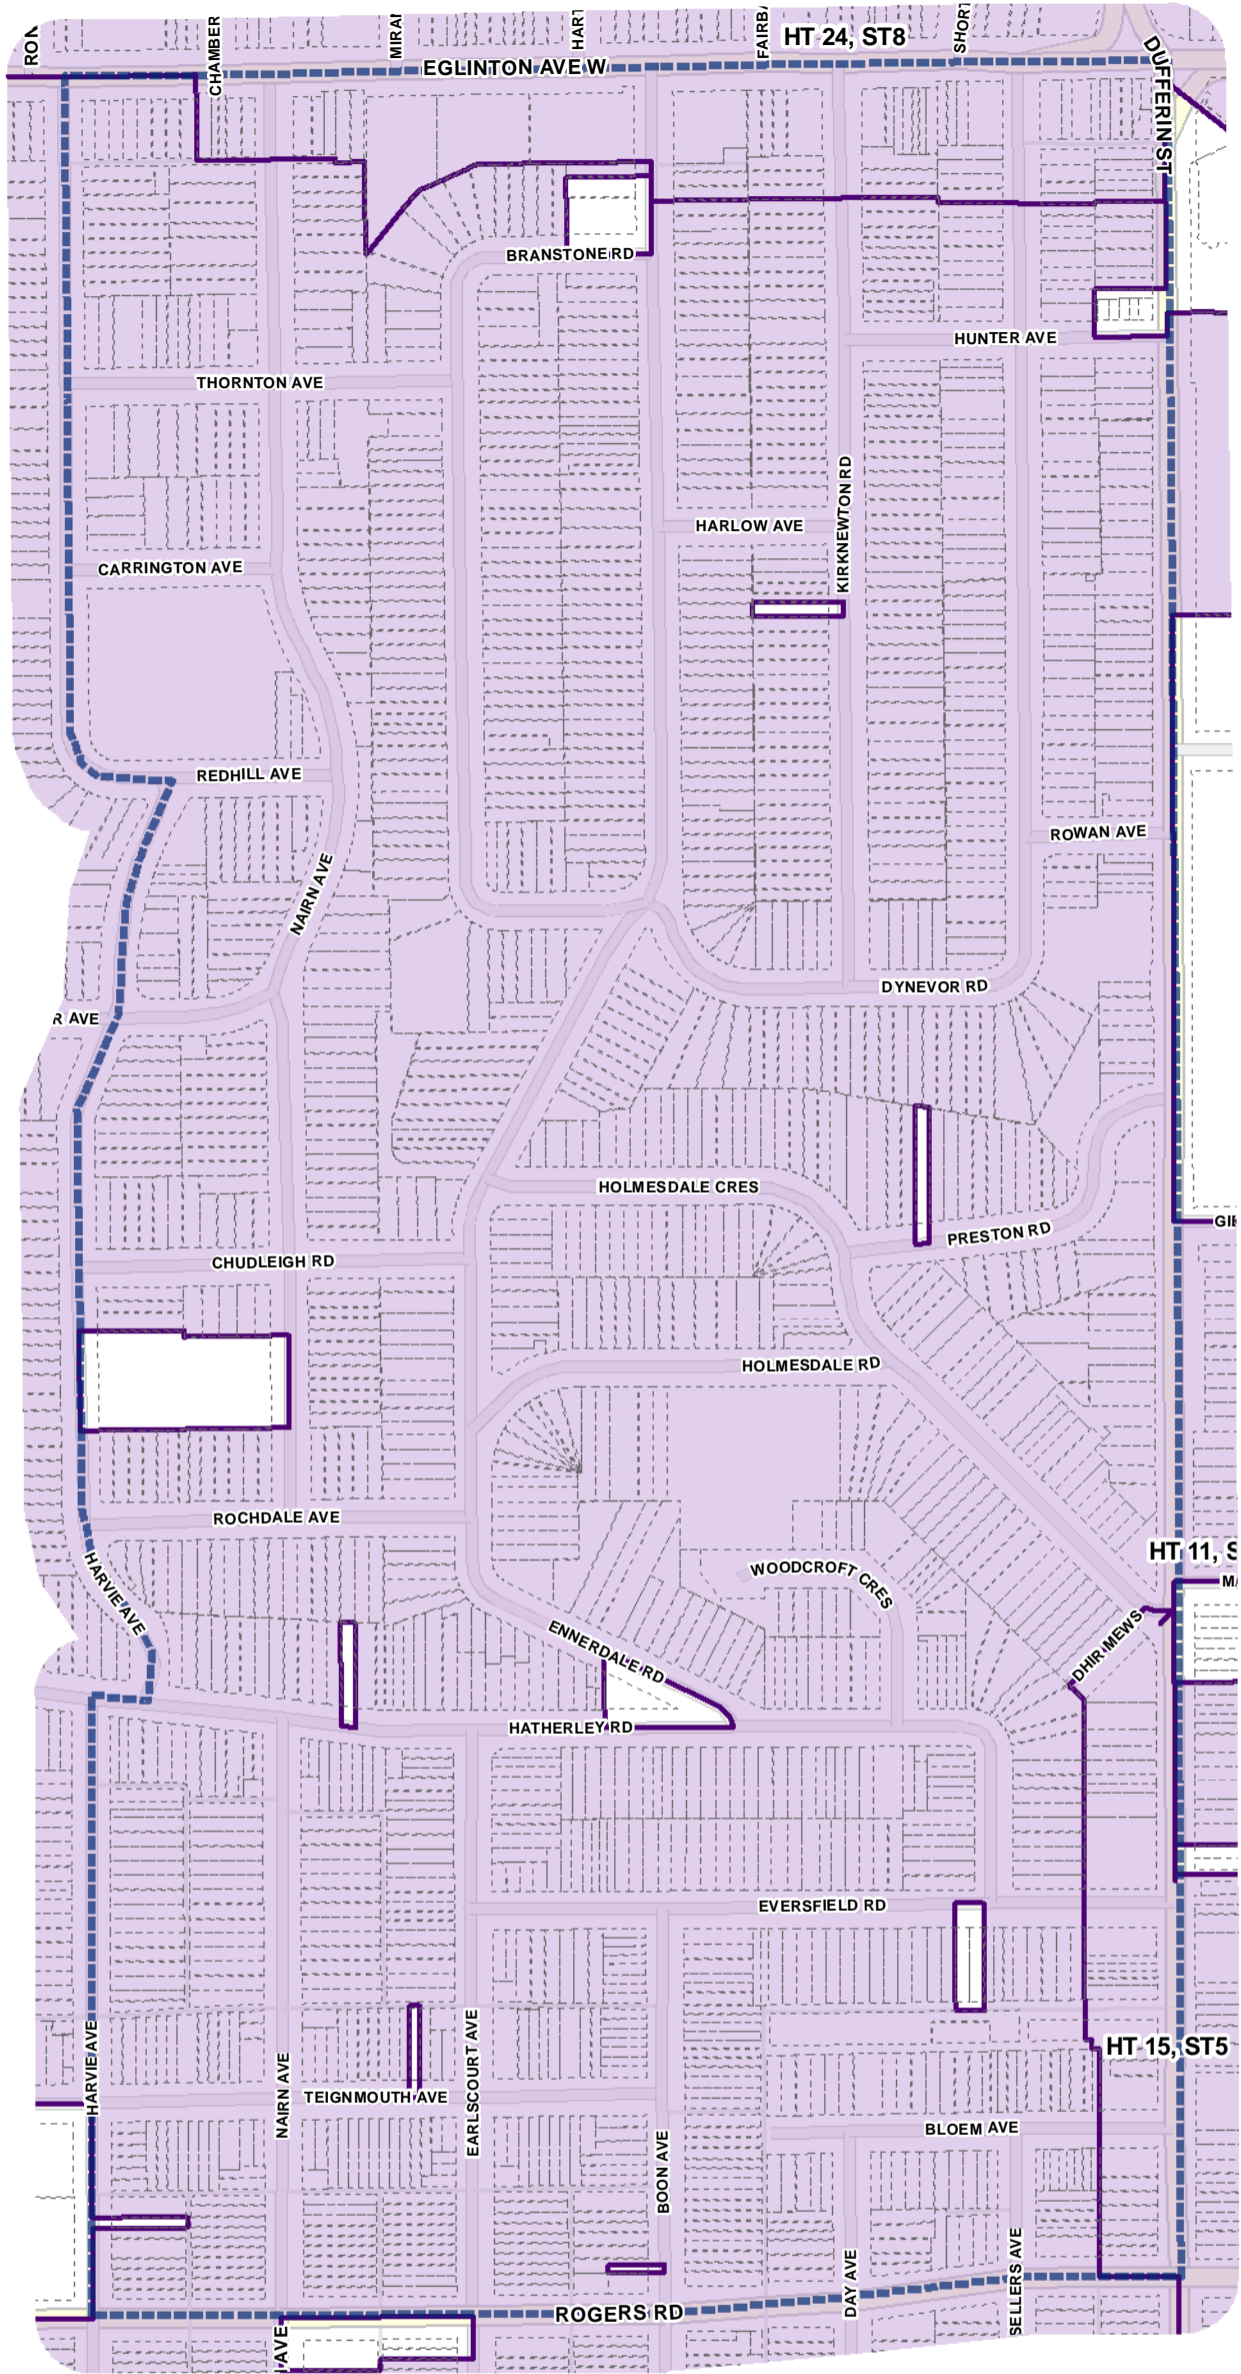 CHAMBER
HART
HT 24, ST8
SHORT
EGLINTON AVE W
DUFFERIN ST
BRANSTONE RD
HUNTER AVE
THORNTON AVE
KIRKNEWTON RD
HARLOW AVE
CARRINGTON AVE
REDHILL AVE
ROWAN AVE
NAIRN AVE
DYNEVOR RD
R AVE
HOLMESDALE CRES
GI
PRESTON RD
CHUDLEIGH RD
HOLMESDALE RD
ROCHDALE AVE
HT 11, S
HARVIE AVE
WOODCROFT CRES
M
ENNERDALE RD
DHIR MEWS
HATHERLEY RD
EVERSFIELD RD
HARVIE AVE
NAIRN AVE
EARLSCOURT AVE
HT 15, ST5
TEIGNMOUTH AVE
BLOEM AVE
BOON AVE
DAY AVE
SELLERS AVE
ROGERS RD
AVE